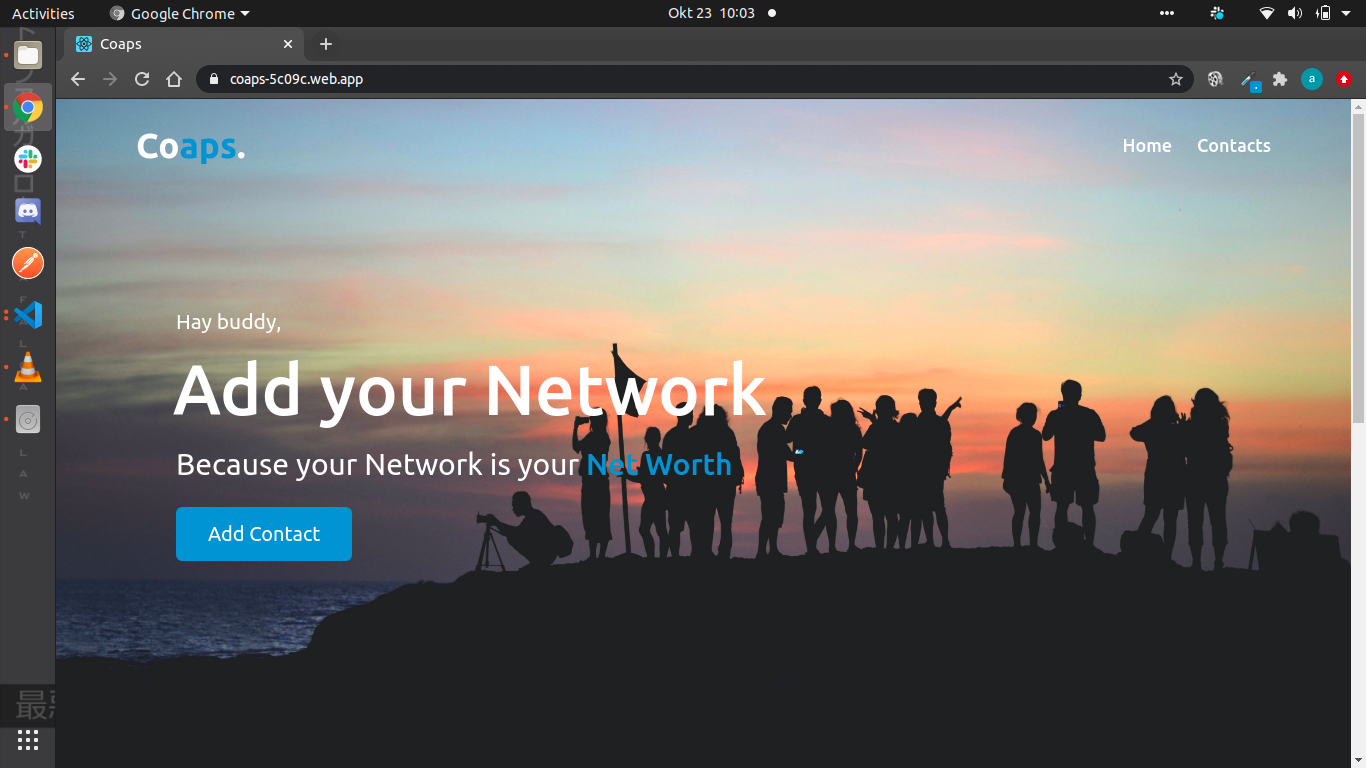 Activities
Google Chrome
Okt 23 10:03
Coaps
coaps-5c09c.web.app
a
Coaps.
Home
Contacts
Hay buddy,
Add your Network
Because your Network is your Net Worth
Add Contact
T
F
L
A
L
A
W